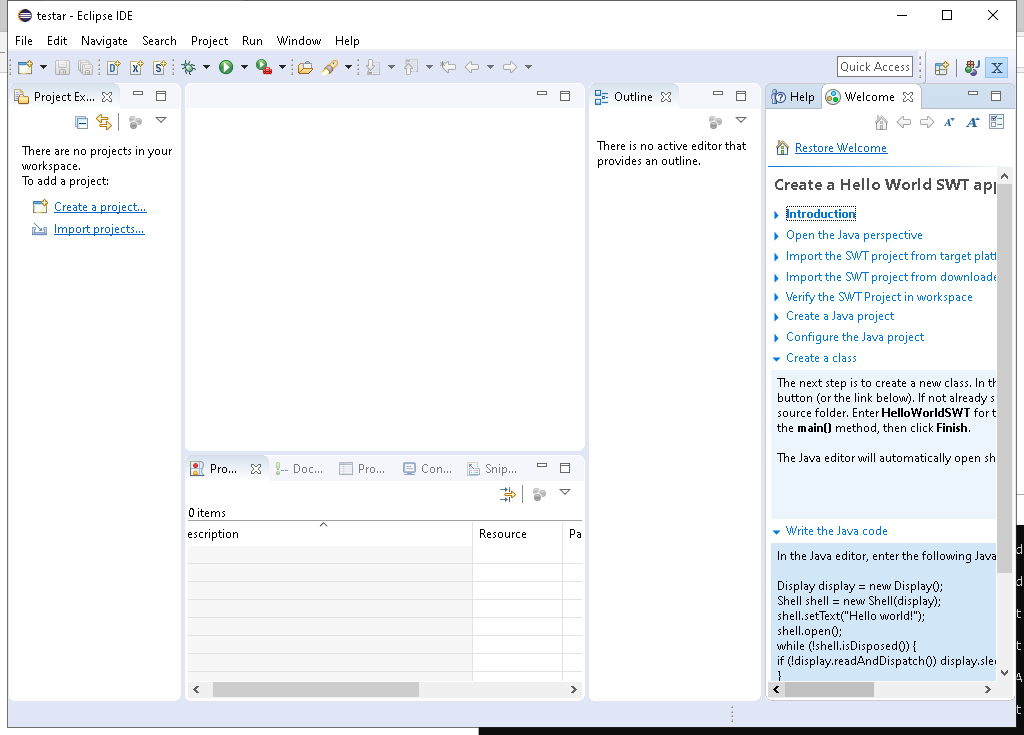 testar - Eclipse IDE
File Edit Navigate Search Project Run Window Help
Quick Access
Project Ex...
There are no projects in your
workspace.
To add a project:
Create a project...
Import projects...
Outline
There is no active editor that
provides an outline.
Pro... Doc... Pro... Con... Snip...
0 items
escription Resource Pa
Help Welcome
Restore Welcome
Create a Hello World SWT app
Introduction
Open the Java perspective
Import the SWT project from target platf
Import the SWT project from downloade
Verify the SWT Project in workspace
Create a Java project
Configure the Java project
Create a class
The next step is to create a new class. In th
button (or the link below). If not already s
source folder. Enter HelloWorldSWT for t
the main() method, then click Finish.
The Java editor will automatically open sh
Write the Java code
In the Java editor, enter the following Java
Display display = new Display();
Shell shell = new Shell(display);
shell.setText("Hello world!");
shell.open();
while (!shell.isDisposed()) {
if (!display.readAndDispatch()) display.slee
}